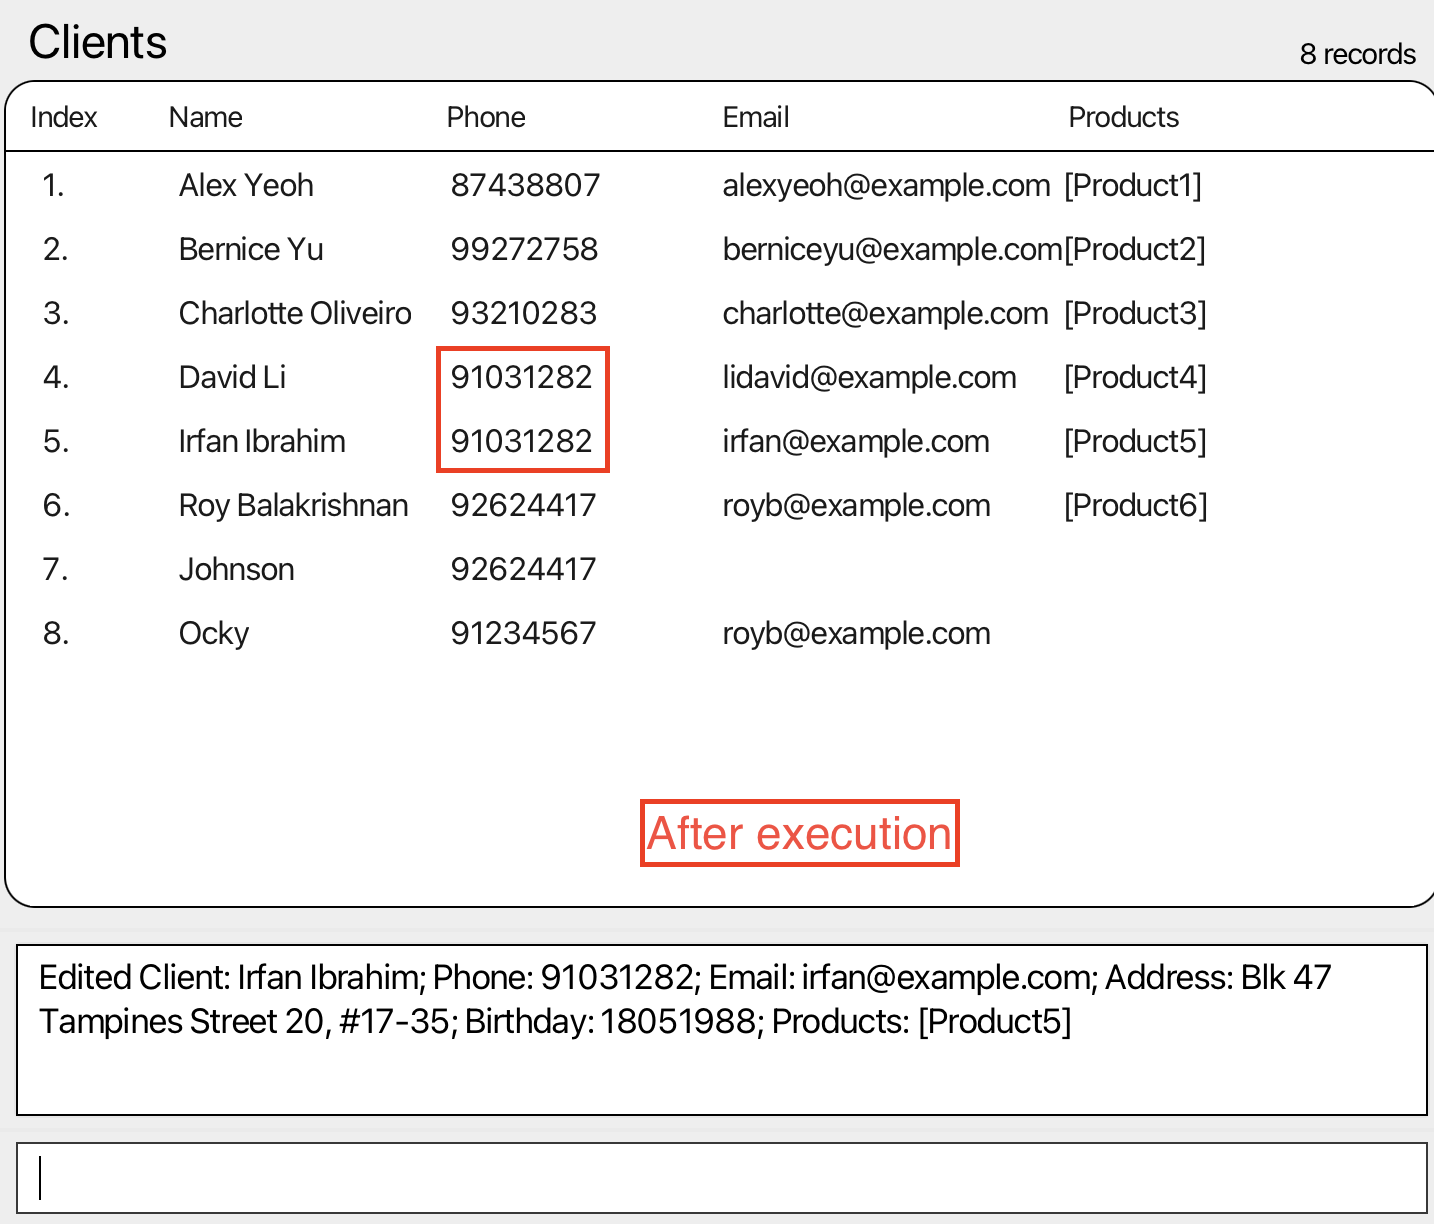 Clients
8 records
Index Name Phone Email Products
1. Alex Yeoh 87438807 alexyeoh@example.com [Product1]
2. Bernice Yu 99272758 berniceyu@example.com [Product2]
3. Charlotte Oliveiro 93210283 charlotte@example.com [Product3]
4. David Li 91031282 lidavid@example.com [Product4]
5. Irfan Ibrahim 91031282 irfan@example.com [Product5]
6. Roy Balakrishnan 92624417 royb@example.com [Product6]
7. Johnson 92624417
8. Ocky 91234567 royb@example.com
After execution
Edited Client: Irfan Ibrahim; Phone: 91031282; Email: irfan@example.com; Address: Blk 47
Tampines Street 20, #17-35; Birthday: 18051988; Products: [Product5]